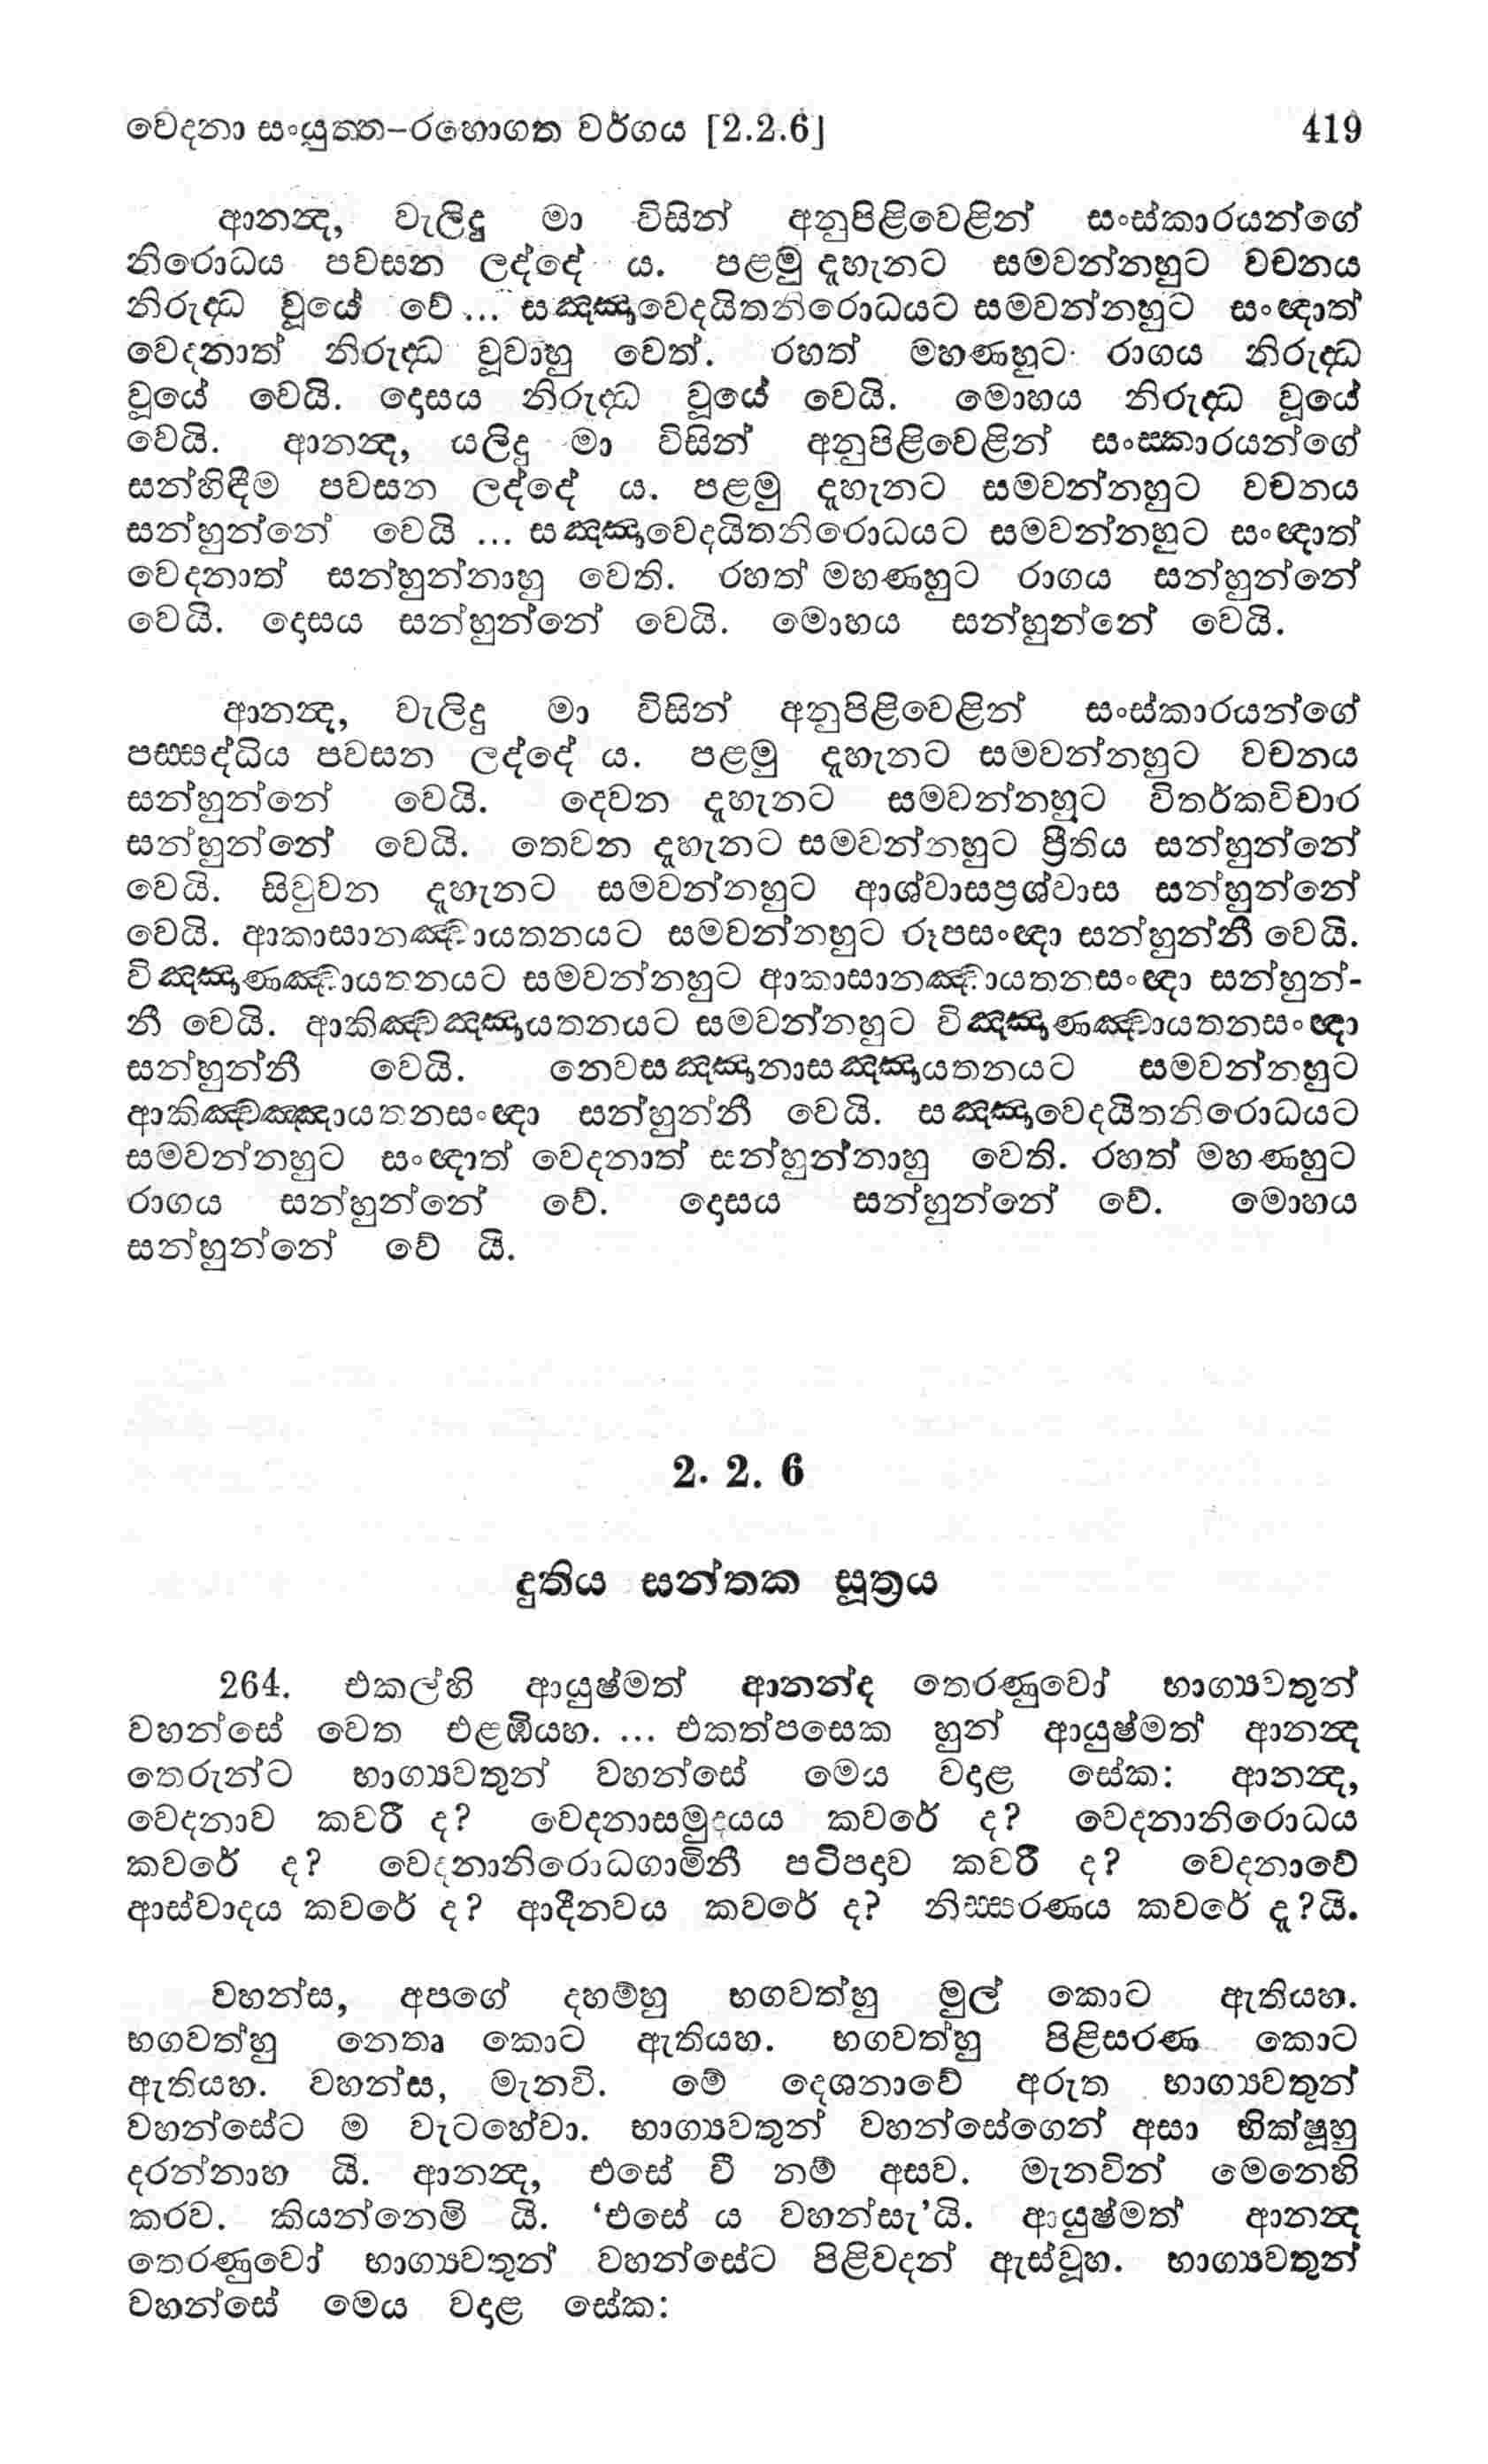 වෙදනා සංයුත්ත–රහොගත වර්ගය [2.2.6] 419
ආනන්‍ද, වැලිදු මා විසින් අනුපිළිවෙළින් සංස්කාරයන්ගේ
නිරොධය පවසන ලද්දේ ය. පළමු දැහැනට සමවන්නහුට වචනය
නිරුද්‍ධ වූයේ වේ... සඤ්ඤාවෙදයිතනිරොධයට සමවන්නහුට සංඥාත්
වෙදනාත් නිරුද්‍ධ වූවාහු වෙත්. රහත් මහණහුට රාගය නිරුද්‍ධ
වූයේ වෙයි. දොසය නිරුද්‍ධ වූයේ වෙයි. මොහය නිරුද්‍ධ වූයේ
වෙයි. ආනන්‍ද, යලිදු මා විසින් අනුපිළිවෙළින් සංස්කාරයන්ගේ
සන්හිඳීම පවසන ලද්දේ ය. පළමු දැහැනට සමවන්නහුට වචනය
සන්හුන්නේ වෙයි ... සඤ්ඤාවෙදයිතනිරොධයට සමවන්නහුට සංඥාත්
වෙදනාත් සන්හුන්නාහු වෙති. රහත් මහණහුට රාගය සන්හුන්නේ
වෙයි. දොසය සන්හුන්නේ වෙයි. මොහය සන්හුන්නේ වෙයි.
ආනන්‍ද, වැලිදු මා විසින් අනුපිළිවෙළින් සංස්කාරයන්ගේ
පස්සද්ධිය පවසන ලද්දේ ය. පළමු දැහැනට සමවන්නහුට වචනය
සන්හුන්නේ වෙයි. දෙවන දැහැනට සමවන්නහුට විතර්කවිචාර
සන්හුන්නේ වෙයි. තෙවන දැහැනට සමවන්නහුට ප්‍රීතිය සන්හුන්නේ
වෙයි. සිවුවන දැහැනට සමවන්නහුට ආශ්වාසප්‍රශ්වාස සන්හුන්නේ
වෙයි. ආකාසානඤ්චායතනයට සමවන්නහුට රූපසංඥා සන්හුන්නී වෙයි.
විඤ්ඤාණඤ්චායතනයට සමවන්නහුට ආකාසානඤ්චායතනසංඥා සන්හුන්-
නී වෙයි. ආකිඤ්චඤ්ඤායතනයට සමවන්නහුට විඤ්ඤාණඤ්චායතනසංඥා
සන්හුන්නී වෙයි. නෙවසඤ්ඤානාසඤ්ඤායතනයට සමවන්නහුට
ආකිඤ්චඤ්ඤායතනසංඥා සන්හුන්නී වෙයි. සඤ්ඤාවෙදයිතනිරොධයට
සමවන්නහුට සංඥාත් වෙදනාත් සන්හුන්නාහු වෙති. රහත් මහණහුට
රාගය සන්හුන්නේ වේ. දොසය සන්හුන්නේ වේ. මොහය
සන්හුන්නේ වේ යි.
2. 2. 6
දුතිය සන්තක සූත්‍රය
264. එකල්හි ආයුෂ්මත් ආනන්ද තෙරණුවෝ භාග්‍යවතුන්
වහන්සේ වෙත එළඹියහ. ... එකත්පසෙක හුන් ආයුෂ්මත් ආනන්‍ද
තෙරුන්ට භාග්‍යවතුන් වහන්සේ මෙය වදාළ සේක: ආනන්‍ද,
වෙදනාව කවරී ද? වෙදනාසමුදයය කවරේ ද? වෙදනානිරොධය
කවරේ ද? වෙදනානිරොධගාමිනී පටිපදාව කවරී ද? වෙදනාවේ
ආස්වාදය කවරේ ද? ආදීනවය කවරේ ද? නිස්සරණය කවරේ ද?යි.
වහන්ස, අපගේ දහම්හු භගවත්හු මුල් කොට ඇතියහ.
භගවත්හු නෙතෘ කොට ඇතියහ. භගවත්හු පිළිසරණ කොට
ඇතියහ. වහන්ස, මැනවි. මේ දෙශනාවේ අරුත භාග්‍යවතුන්
වහන්සේට ම වැටහේවා. භාග්‍යවතුන් වහන්සේගෙන් අසා භික්ෂූහු
දරන්නාහ යි. ආනන්‍ද, එසේ වී නම් අසව. මැනවින් මෙනෙහි
කරව. කියන්නෙමි යි. ‘එසේ ය වහන්සැ’යි. ආයුෂ්මත් ආනන්‍ද
තෙරණුවෝ භාග්‍යවතුන් වහන්සේට පිළිවදන් ඇස්වූහ. භාග්‍යවතුන්
වහන්සේ මෙය වදාළ සේක: